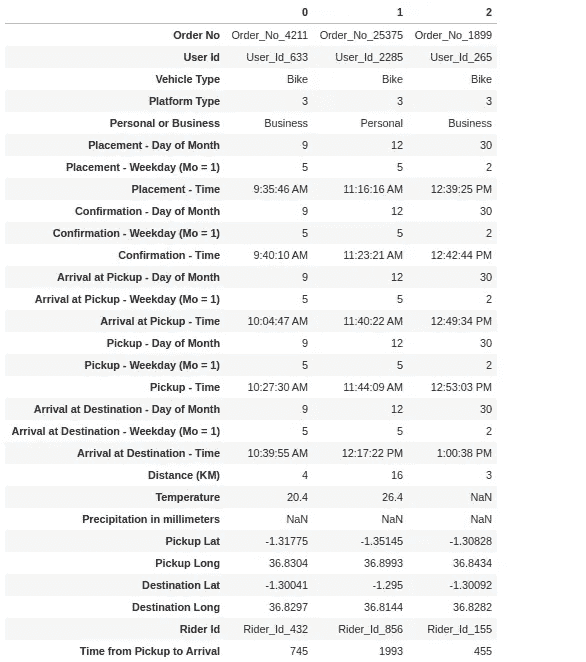 0 1 2
Order No Order_No_4211 Order_No_25375 Order_No_1899
User Id User_Id_633 User_Id_2285 User_Id_265
Vehicle Type Bike Bike Bike
Platform Type 3 3 3
Personal or Business Business Personal Business
Placement - Day of Month 9 12 30
Placement - Weekday (Mo = 1) 5 5 2
Placement - Time 9:35:46 AM 11:16:16 AM 12:39:25 PM
Confirmation - Day of Month 9 12 30
Confirmation - Weekday (Mo = 1) 5 5 2
Confirmation - Time 9:40:10 AM 11:23:21 AM 12:42:44 PM
Arrival at Pickup - Day of Month 9 12 30
Arrival at Pickup - Weekday (Mo = 1) 5 5 2
Arrival at Pickup - Time 10:04:47 AM 11:40:22 AM 12:49:34 PM
Pickup - Day of Month 9 12 30
Pickup - Weekday (Mo = 1) 5 5 2
Pickup - Time 10:27:30 AM 11:44:09 AM 12:53:03 PM
Arrival at Destination - Day of Month 9 12 30
Arrival at Destination - Weekday (Mo = 1) 5 5 2
Arrival at Destination - Time 10:39:55 AM 12:17:22 PM 1:00:38 PM
Distance (KM) 4 16 3
Temperature 20.4 26.4 NaN
Precipitation in millimeters NaN NaN NaN
Pickup Lat -1.31775 -1.35145 -1.30828
Pickup Long 36.8304 36.8993 36.8434
Destination Lat -1.30041 -1.295 -1.30092
Destination Long 36.8297 36.8144 36.8282
Rider Id Rider_Id_432 Rider_Id_856 Rider_Id_155
Time from Pickup to Arrival 745 1993 455